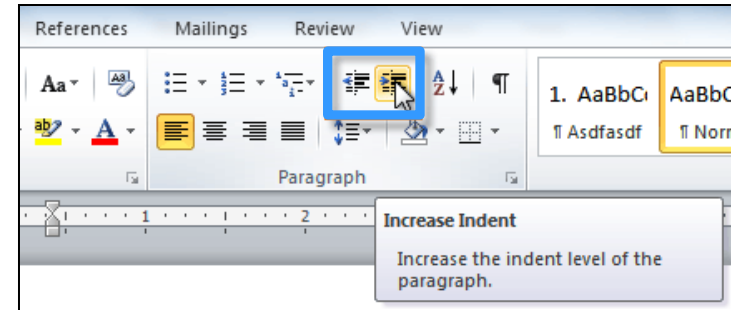 References Mailings Review View
Aa
1. AaBbC AaBbC
¶ Asdfasdf ¶ Norr
Paragraph
1 2
Increase Indent
Increase the indent level of the
paragraph.